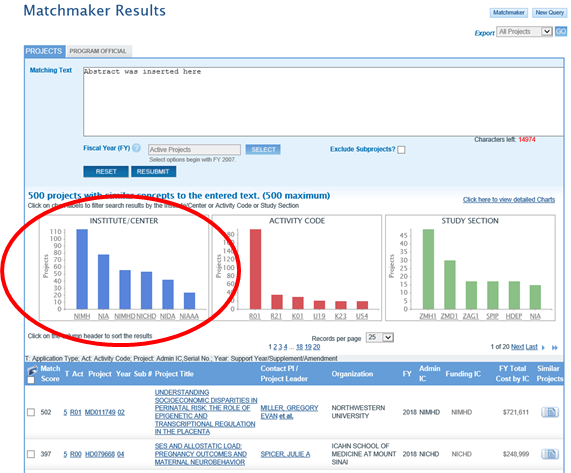 Matchmaker Results
Matchmaker New Query
Export All Projects GO
PROJECTS PROGRAM OFFICIAL
Matching Text Abstract was inserted here
Characters left: 14974
Fiscal Year (FY) ? Active Projects SELECT Exclude Subprojects?
Select options begin with FY 2007.
RESET RESUBMIT
500 projects with similar concepts to the entered text. (500 maximum)
Click here to view detailed Charts
Click on chart labels to filter search results by the Institute/Center or Activity Code or Study Section
INSTITUTE/CENTER
Projects
110
100
90
80
70
60
50
40
30
20
10
0
NIMH NIA NIMHD NICHD NIDA NIAAA
ACTIVITY CODE
Projects
180
160
140
120
100
80
60
40
20
0
R01 R21 K01 U19 K23 U54
STUDY SECTION
Projects
45
40
35
30
25
20
15
10
5
0
ZMH1 ZMD1 ZAG1 SPIP HDEP NIA
Click on the column header to sort the results
Records per page 25
1 2 3 4 ... 18 19 20
1 of 20 Next Last
T: Application Type; Act: Activity Code; Project: Admin IC,Serial No.; Year: Support Year/Supplement/Amendment
Match Score T Act Project Year Sub # Project Title Contact PI / Project Leader Organization FY Admin IC Funding IC FY Total Cost by IC Similar Projects
502 5 R01 MD011749 02
UNDERSTANDING
SOCIOECONOMIC DISPARITIES IN
PERINATAL RISK: THE ROLE OF
EPIGENETIC AND
TRANSCRIPTIONAL REGULATION
IN THE PLACENTA
MILLER, GREGORY
EVAN et al.
NORTHWESTERN
UNIVERSITY
2018 NIMHD NIMHD $721,611
397 5 R00 HD079668 04
SES AND ALLOSTATIC LOAD:
PREGNANCY OUTCOMES AND
MATERNAL NEUROBEHAVIOR
SPICER, JULIE A
ICAHN SCHOOL OF
MEDICINE AT MOUNT
SINAI
2018 NICHD NICHD $248,999